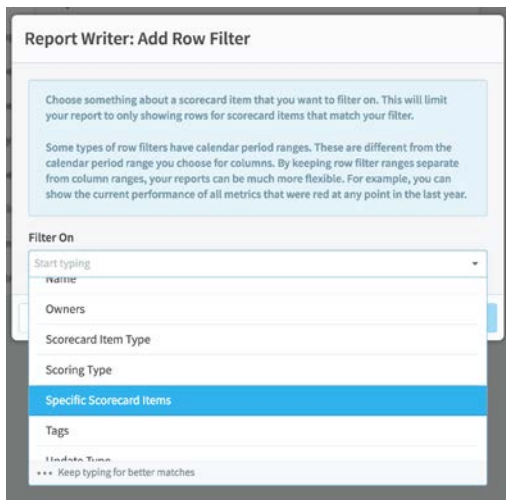 Report Writer: Add Row Filter
Choose something about a scorecard item that you want to filter on. This will limit
your report to only showing rows for scorecard items that match your filter.
Some types of row filters have calendar period ranges. These are different from the
calendar period range you choose for columns. By keeping row filter ranges separate
from column ranges, your reports can be much more flexible. For example, you can
show the current performance of all metrics that were red at any point in the last year.
Filter On
Start typing
Name
Owners
Scorecard Item Type
Scoring Type
Specific Scorecard Items
Tags
Update Type
••• Keep typing for better matches